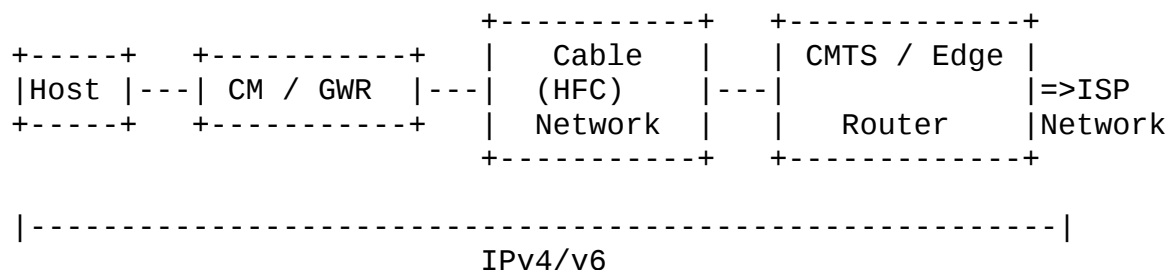 +-----------+ +-------------+
+-----+ +-----------+ | Cable | | CMTS / Edge |
|Host |---| CM / GWR |---| (HFC) |---| |=>ISP
+-----+ +-----------+ | Network | | Router |Network
+-----------+ +-------------+
|---------------------------------------------------------|
IPv4/v6